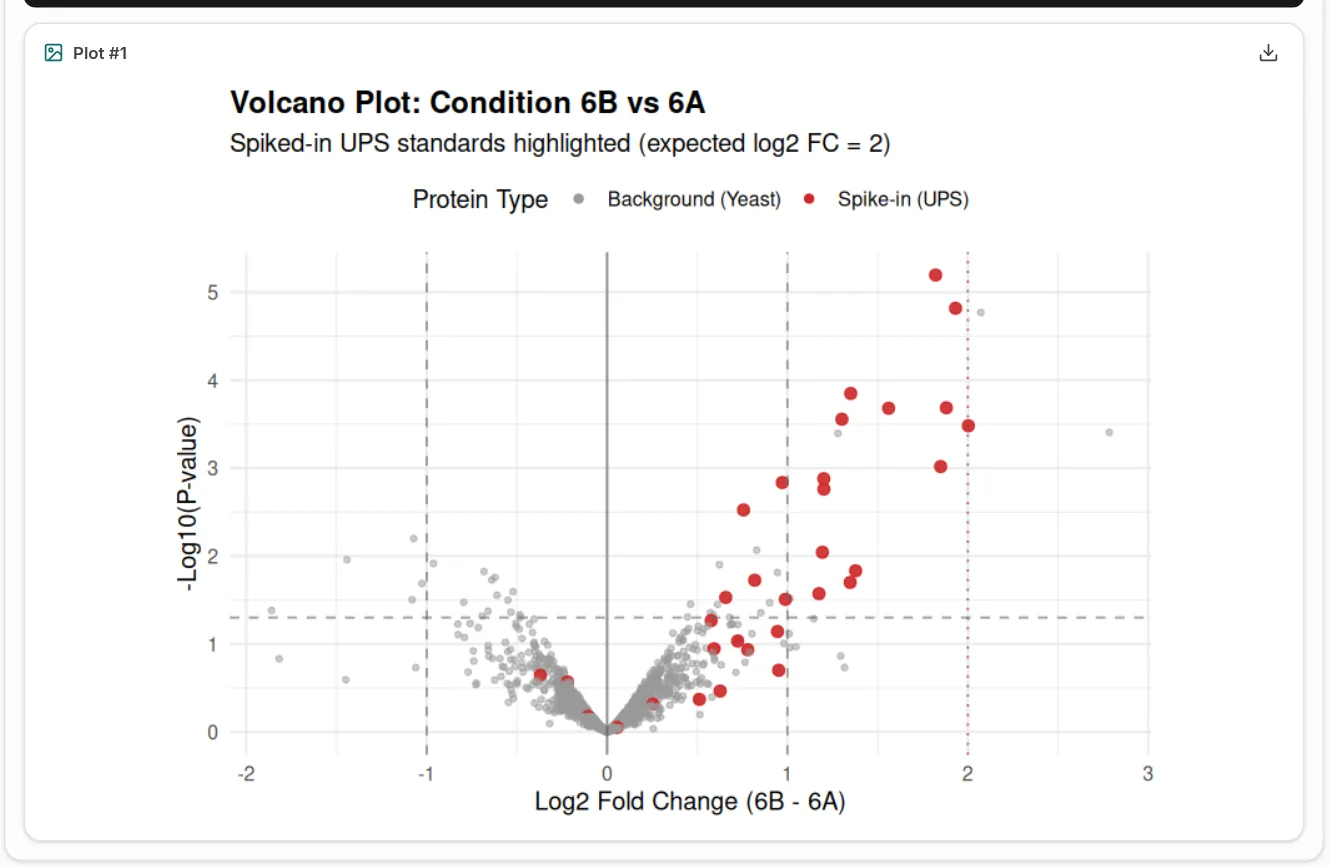 Plot #1
Volcano Plot: Condition 6B vs 6A
Spiked-in UPS standards highlighted (expected log2 FC = 2)
Protein Type Background (Yeast) Spike-in (UPS)
-Log10(P-value)
5
4
3
2
1
0
-2 -1 0 1 2 3
Log2 Fold Change (6B - 6A)